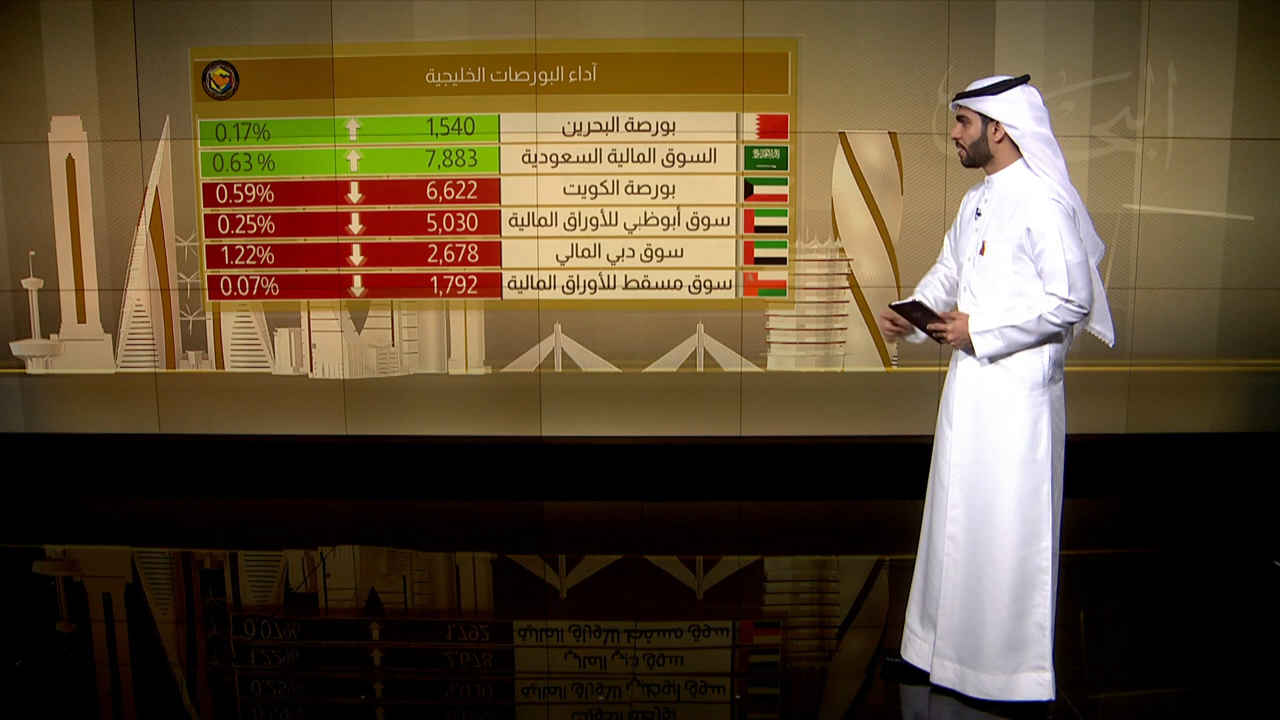 آداء البورصات الخليجية
بورصة البحرين 1,540 0.17%
السوق المالية السعودية 7,883 0.63%
بورصة الكويت 6,622 0.59%
سوق أبوظبي للأوراق المالية 5,030 0.25%
سوق دبي المالي 2,678 1.22%
سوق مسقط للأوراق المالية 1,792 0.07%